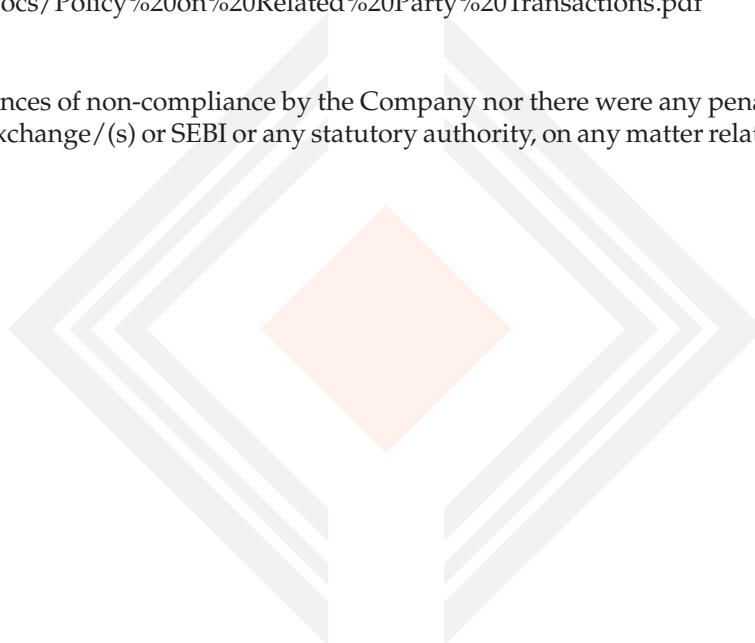 ocs/Policy%20on%20Related%20Party%20Transactions.pdf
nces of non-compliance by the Company nor there were any pena
xchange/(s) or SEBI or any statutory authority, on any matter relat